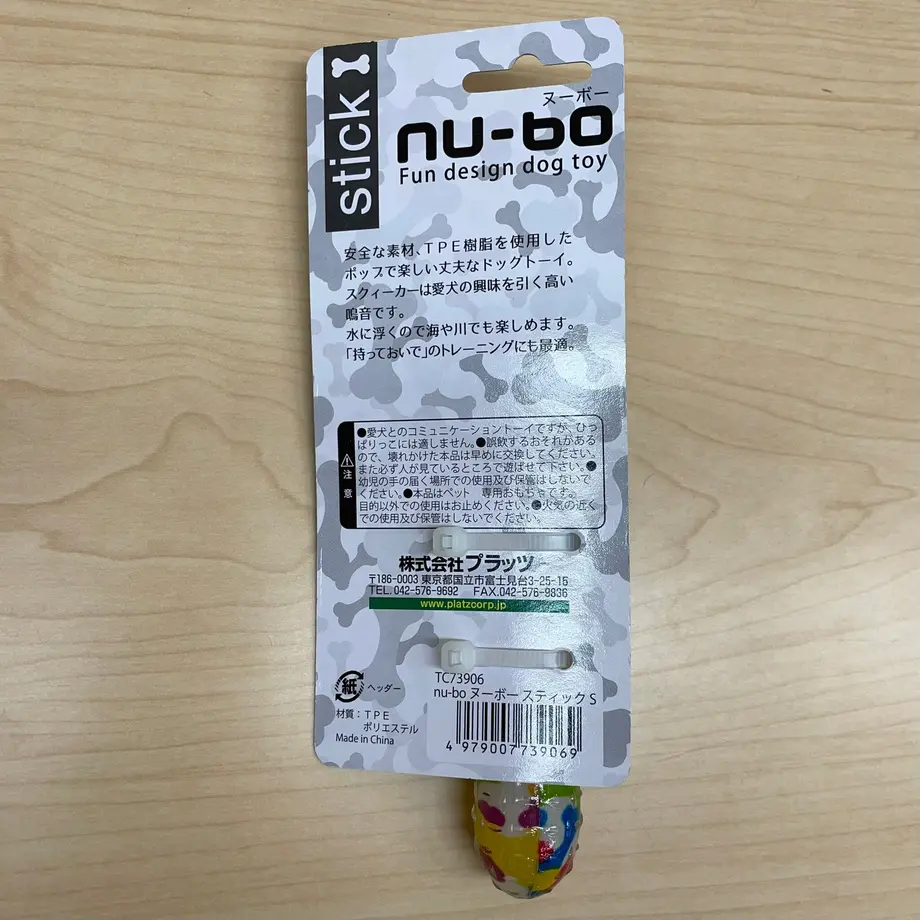 stick
ヌーボー
nu-bo
Fun design dog toy
安全な素材、TPE樹脂を使用した
ポップで楽しい丈夫なドッグトーイ。
スクィーカーは愛犬の興味を引く高い
鳴音です。
水に浮くので海や川でも楽しめます。
「持っておいで」のトレーニングにも最適。
注意
●愛犬とのコミュニケーショントーイですが、ひっ
ぱりっこには適しません。●誤飲するおそれがある
ので、壊れかけた本品は早めに交換してください。
また必ず人が見ているところで遊ばせて下さい。●
幼児の手の届く場所での使用及び保管はしないで
ください。●本品はペット 専用おもちゃです。
目的以外での使用はお止めください。●火気の近く
での使用及び保管はしないでください。
株式会社プラッツ
〒186-0003 東京都国立市富士見台3-25-15
TEL. 042-576-9692 FAX.042-576-9836
www.platzcorp.jp
紙 ヘッダー
材質：TPE
ポリエステル
Made in China
TC73906
nu-bo ヌーボー スティック S
4 979007739069